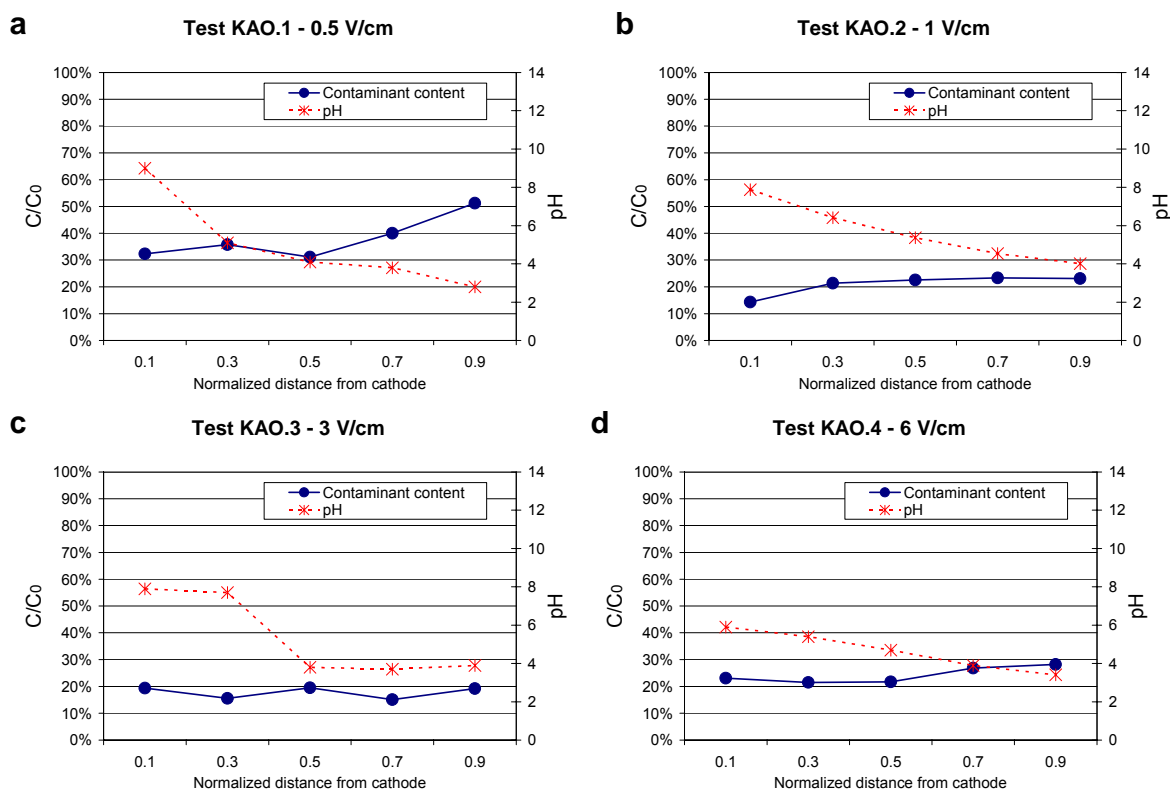 a
Test KAO.1 - 0.5 V/cm
100%
90%
80%
70%
60%
50%
40%
30%
20%
10%
0%
C/C0
Contaminant content
pH
14
12
10
8
6
4
2
0
pH
0.1 0.3 0.5 0.7 0.9
Normalized distance from cathode
b
Test KAO.2 - 1 V/cm
100%
90%
80%
70%
60%
50%
40%
30%
20%
10%
0%
C/C0
Contaminant content
pH
14
12
10
8
6
4
2
0
pH
0.1 0.3 0.5 0.7 0.9
Normalized distance from cathode
c
Test KAO.3 - 3 V/cm
100%
90%
80%
70%
60%
50%
40%
30%
20%
10%
0%
C/C0
Contaminant content
pH
14
12
10
8
6
4
2
0
pH
0.1 0.3 0.5 0.7 0.9
Normalized distance from cathode
d
Test KAO.4 - 6 V/cm
100%
90%
80%
70%
60%
50%
40%
30%
20%
10%
0%
C/C0
Contaminant content
pH
14
12
10
8
6
4
2
0
pH
0.1 0.3 0.5 0.7 0.9
Normalized distance from cathode